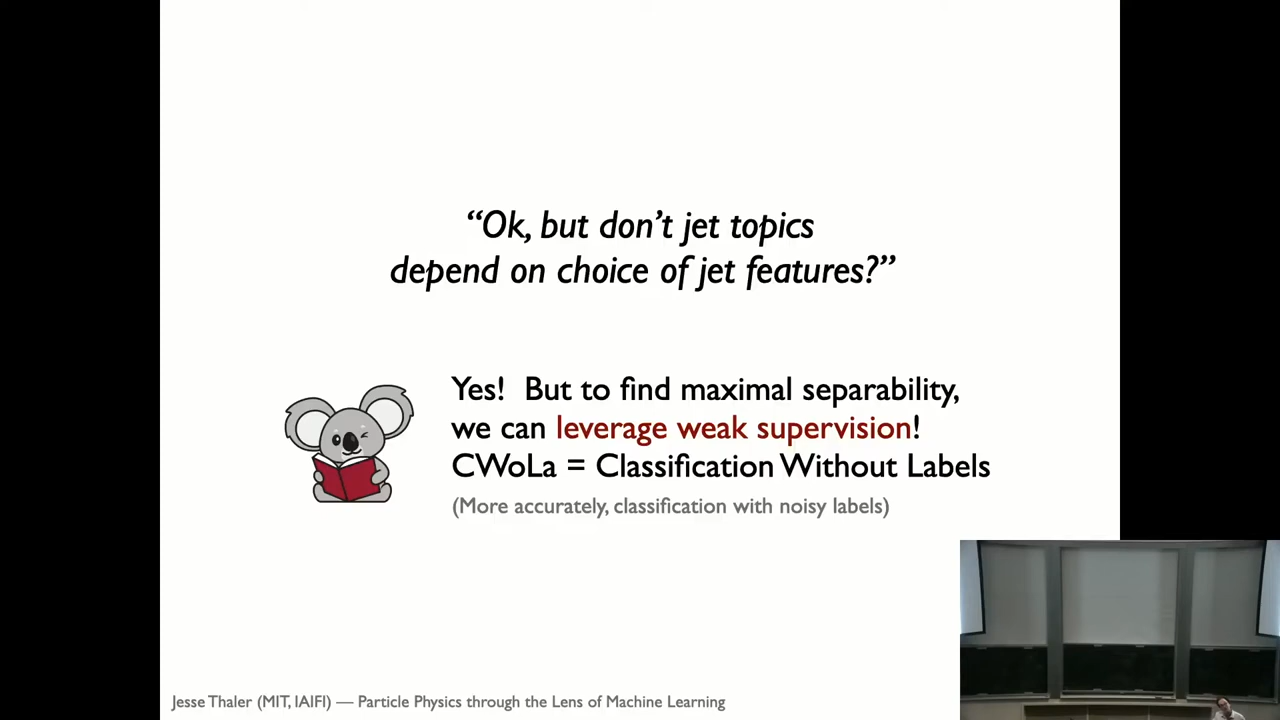 “Ok, but don’t jet topics
depend on choice of jet features?”
Yes! But to find maximal separability,
we can leverage weak supervision!
CWoLa = Classification Without Labels
(More accurately, classification with noisy labels)
Jesse Thaler (MIT, IAIFI) — Particle Physics through the Lens of Machine Learning